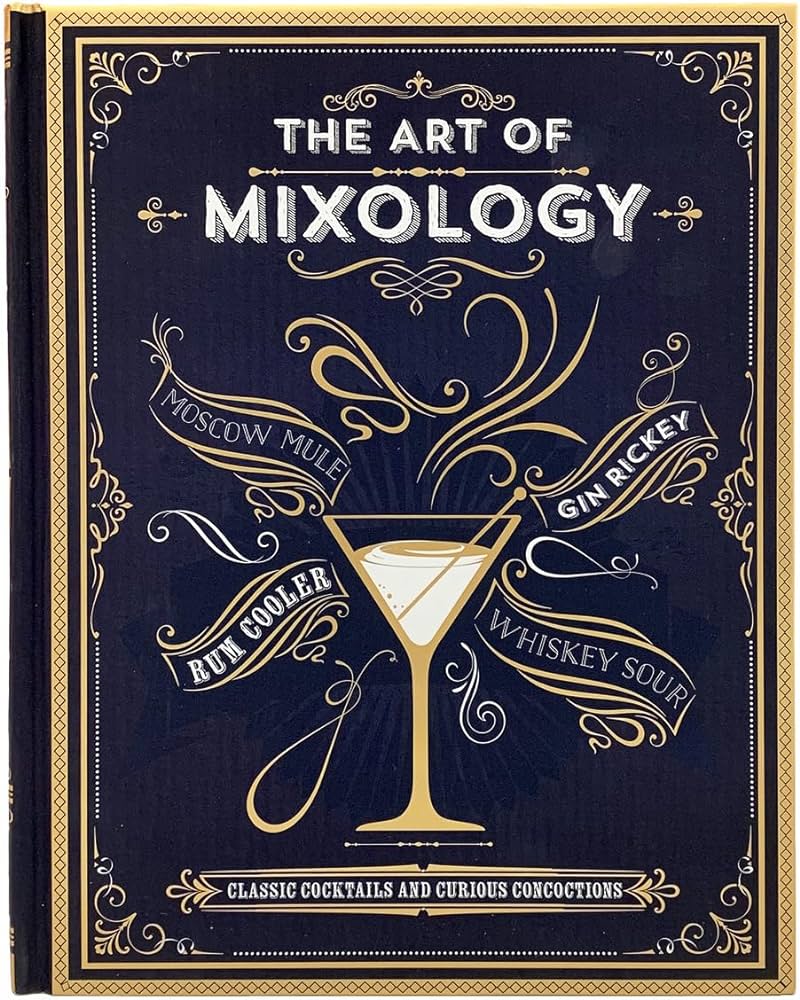 THE ART OF
MIXOLOGY
MOSCOW MULE
GIN RICKEY
RUM COOLER
WHISKEY SOUR
CLASSIC COCKTAILS AND CURIOUS CONCOCTIONS